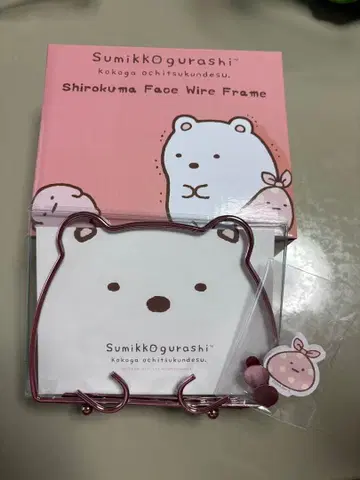 Sumikkogurashi™
kokoga ochitsukundesu.
Shirokuma Face Wire Frame
Sumikkogurashi™
kokoga ochitsukundesu.